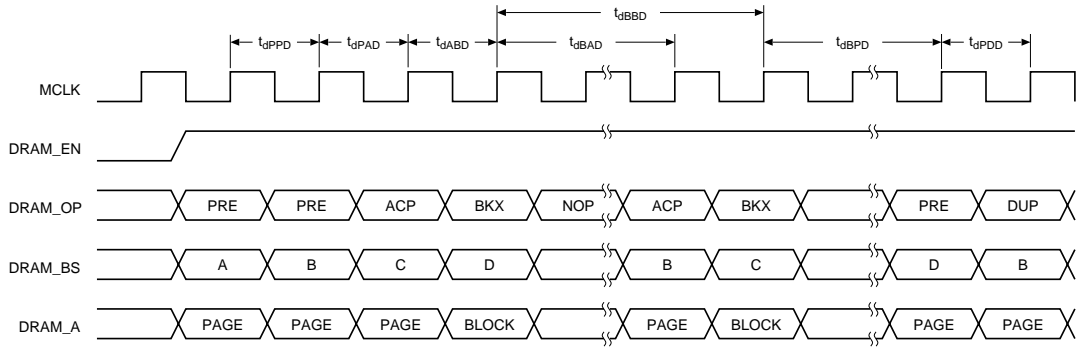 tdBBD
tdPPD tdPAD tdABD tdBAD tdBPD tdPDD
MCLK
DRAM_EN
DRAM_OP PRE PRE ACP BKX NOP ACP BKX PRE DUP
DRAM_BS A B C D B C D B
DRAM_A PAGE PAGE PAGE BLOCK PAGE BLOCK PAGE PAGE